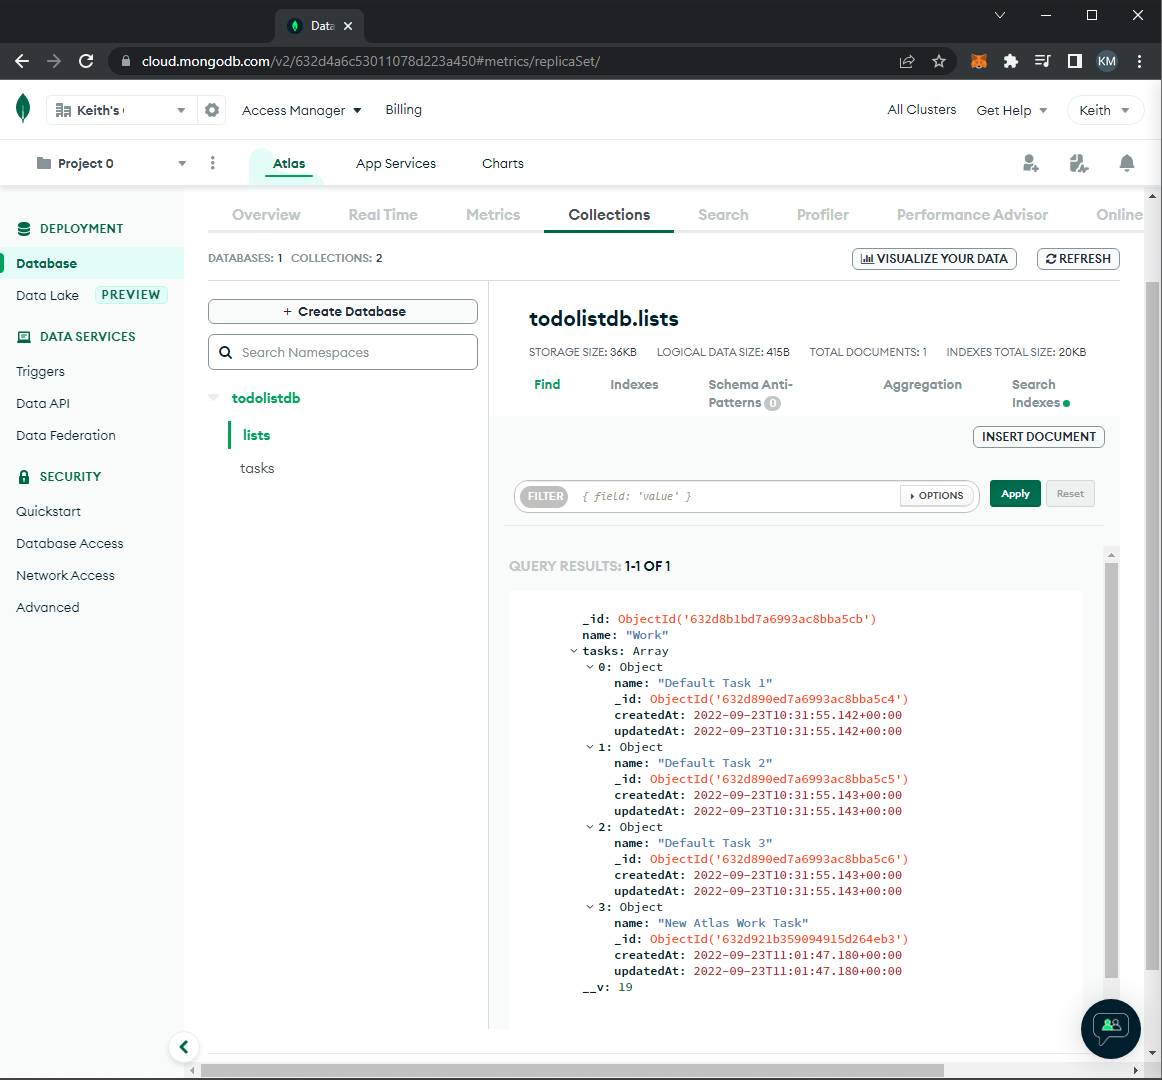 Data
cloud.mongodb.com/v2/632d4a6c53011078d223a450#metrics/replicaSet/
KM
Keith's
Access Manager
Billing
All Clusters
Get Help
Keith
Project 0
Atlas
App Services
Charts
DEPLOYMENT
Database
Data Lake PREVIEW
DATA SERVICES
Triggers
Data API
Data Federation
SECURITY
Quickstart
Database Access
Network Access
Advanced
Overview
Real Time
Metrics
Collections
Search
Profiler
Performance Advisor
Online
DATABASES: 1 COLLECTIONS: 2
VISUALIZE YOUR DATA
REFRESH
+ Create Database
Search Namespaces
todolistdb
lists
tasks
todolistdb.lists
STORAGE SIZE: 36KB LOGICAL DATA SIZE: 415B TOTAL DOCUMENTS: 1 INDEXES TOTAL SIZE: 20KB
Find
Indexes
Schema Anti-
Patterns 0
Aggregation
Search
Indexes
INSERT DOCUMENT
FILTER { field: 'value' }
OPTIONS
Apply
Reset
QUERY RESULTS: 1-1 OF 1
_id: ObjectId('632d8b1bd7a6993ac8bba5cb')
name: "Work"
tasks: Array
0: Object
name: "Default Task 1"
_id: ObjectId('632d890ed7a6993ac8bba5c4')
createdAt: 2022-09-23T10:31:55.142+00:00
updatedAt: 2022-09-23T10:31:55.142+00:00
1: Object
name: "Default Task 2"
_id: ObjectId('632d890ed7a6993ac8bba5c5')
createdAt: 2022-09-23T10:31:55.143+00:00
updatedAt: 2022-09-23T10:31:55.143+00:00
2: Object
name: "Default Task 3"
_id: ObjectId('632d890ed7a6993ac8bba5c6')
createdAt: 2022-09-23T10:31:55.143+00:00
updatedAt: 2022-09-23T10:31:55.143+00:00
3: Object
name: "New Atlas Work Task"
_id: ObjectId('632d921b359094915d264eb3')
createdAt: 2022-09-23T11:01:47.180+00:00
updatedAt: 2022-09-23T11:01:47.180+00:00
__v: 19